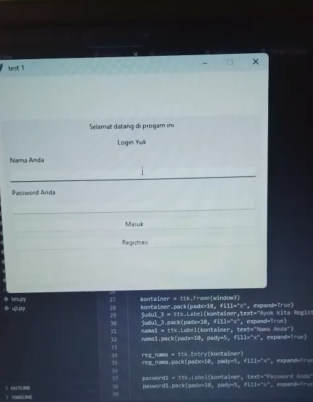 test 1
Selamat datang di progam ini
Login Yuk
Nama Anda
Password Anda
Masuk
Registrasi
tes.py
uji.py
OUTLINE
TIMELINE
27 kontainer = ttk.Frame(window3)
28 kontainer.pack(padx=10, fill="x", expand=True)
29 judul_3 = ttk.Label(kontainer,text="Ayok kita Regist
30 judul_3.pack(padx=10, fill="x", expand=True)
31 nama1 = ttk.Label(kontainer, text="Nama Anda")
32 nama1.pack(padx=10, pady=5, fill="x", expand=True)
33
34 reg_nama = ttk.Entry(kontainer)
35 reg_nama.pack(padx=10, pady=5, fill="x", expand=True
36
37 pasword1 = ttk.Label(kontainer, text="Password Anda"
38 pasword1.pack(padx=10, pady=5, fill="x", expand=True
39